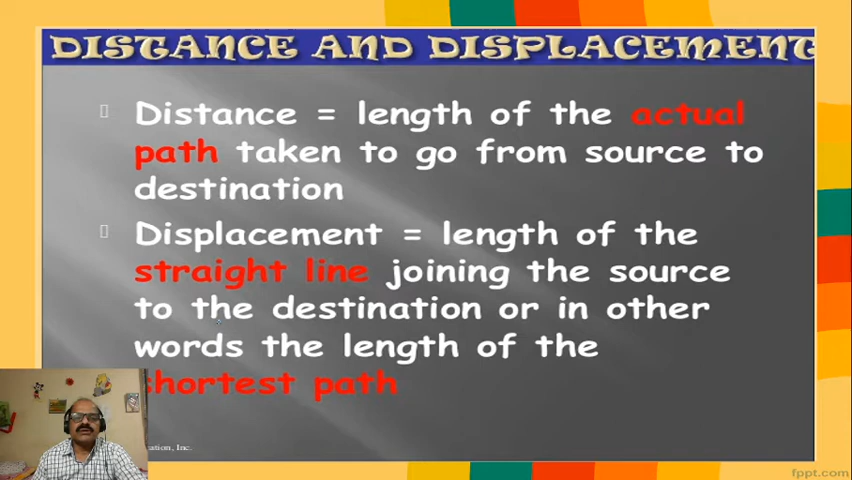 DISTANCE AND DISPLACEMENT
Distance = length of the actual
path taken to go from source to
destination
Displacement = length of the
straight line joining the source
to the destination or in other
words the length of the
shortest path
Inc.
fppt.com